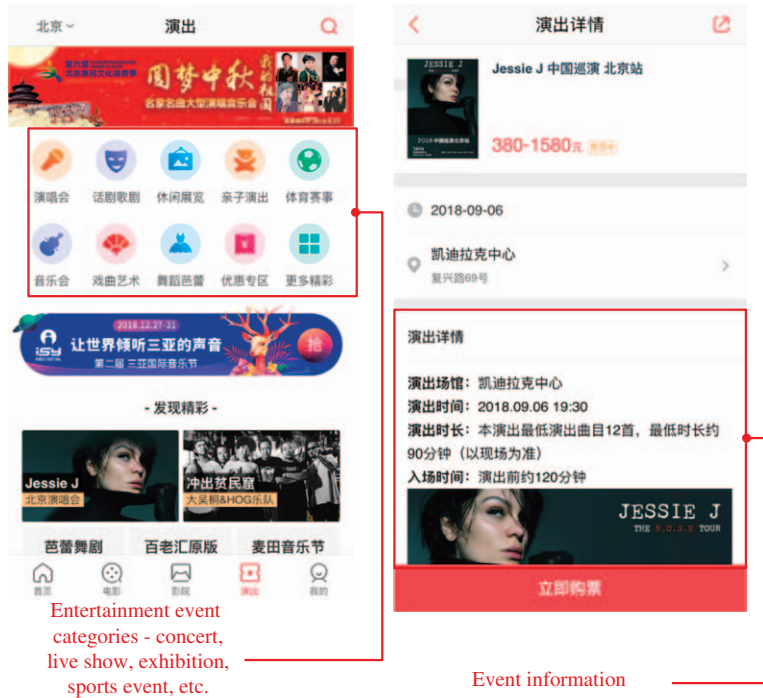 北京
演出
第六届
北京惠民文化消费季
圆梦中秋
我的祖国
名家名曲大型演唱音乐会
演唱会
话剧歌剧
休闲展览
亲子演出
体育赛事
音乐会
戏曲艺术
舞蹈芭蕾
优惠专区
更多精彩
iSY
2018.12.27-31
让世界倾听三亚的声音
第二届 三亚国际音乐节
抢
- 发现精彩 -
Jessie J
北京演唱会
冲出贫民窟
大吴桐&HOG乐队
芭蕾舞剧
百老汇原版
麦田音乐节
首页
电影
影院
演出
我的
Entertainment event
categories - concert,
live show, exhibition,
sports event, etc.
演出详情
JESSIE J
2018 中国巡演北京站
Jessie J 中国巡演 北京站
380-1580元
2018-09-06
凯迪拉克中心
复兴路69号
演出详情
演出场馆：凯迪拉克中心
演出时间：2018.09.06 19:30
演出时长：本演出最低演出曲目12首，最低时长约
90分钟（以现场为准）
入场时间：演出前约120分钟
JESSIE J
THE R.O.S.E TOUR
立即购票
Event information